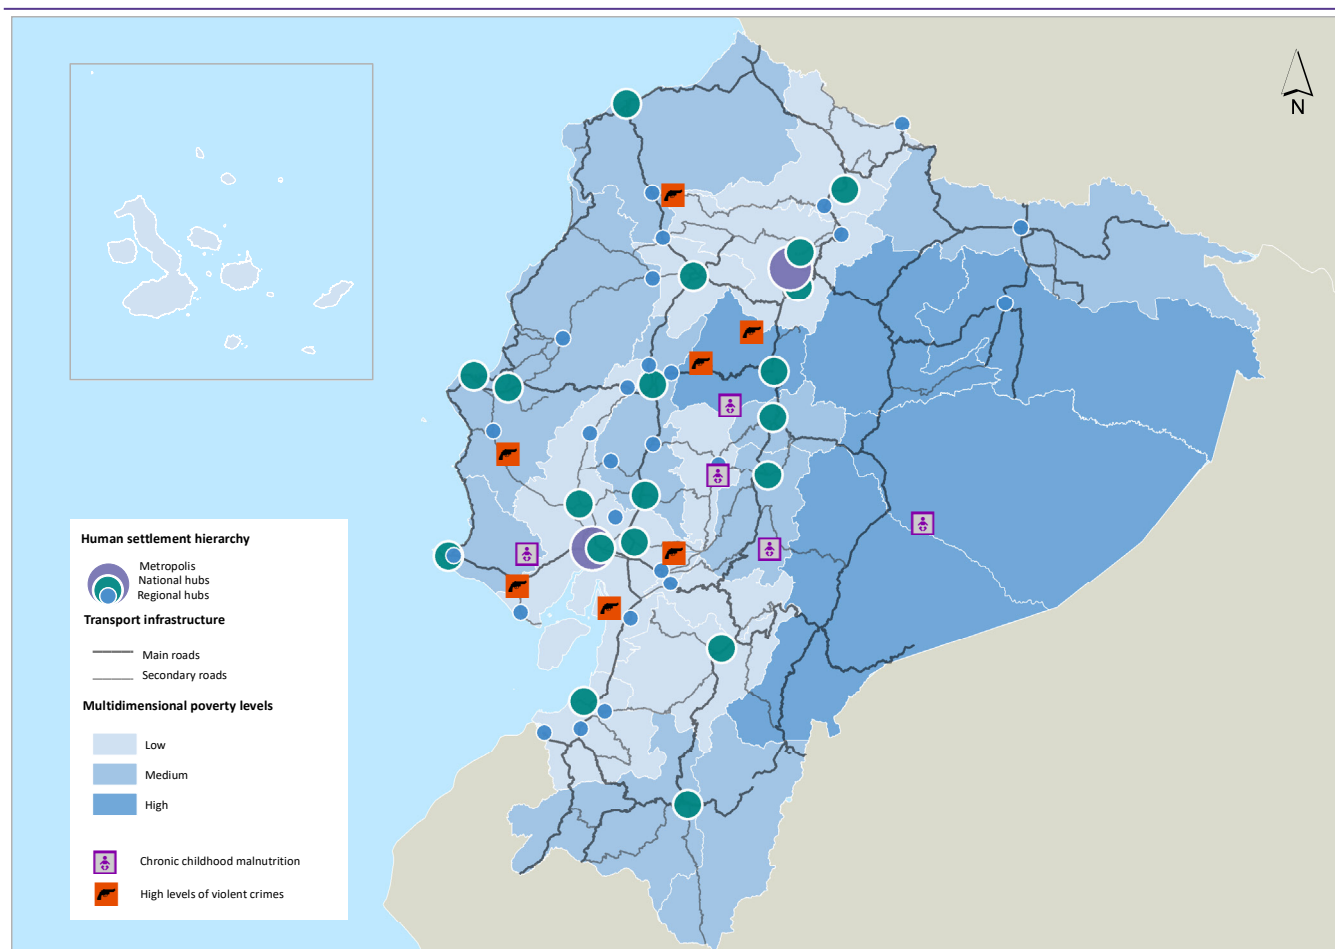 N
Human settlement hierarchy
Metropolis
National hubs
Regional hubs
Transport infrastructure
Main roads
Secondary roads
Multidimensional poverty levels
Low
Medium
High
Chronic childhood malnutrition
High levels of violent crimes